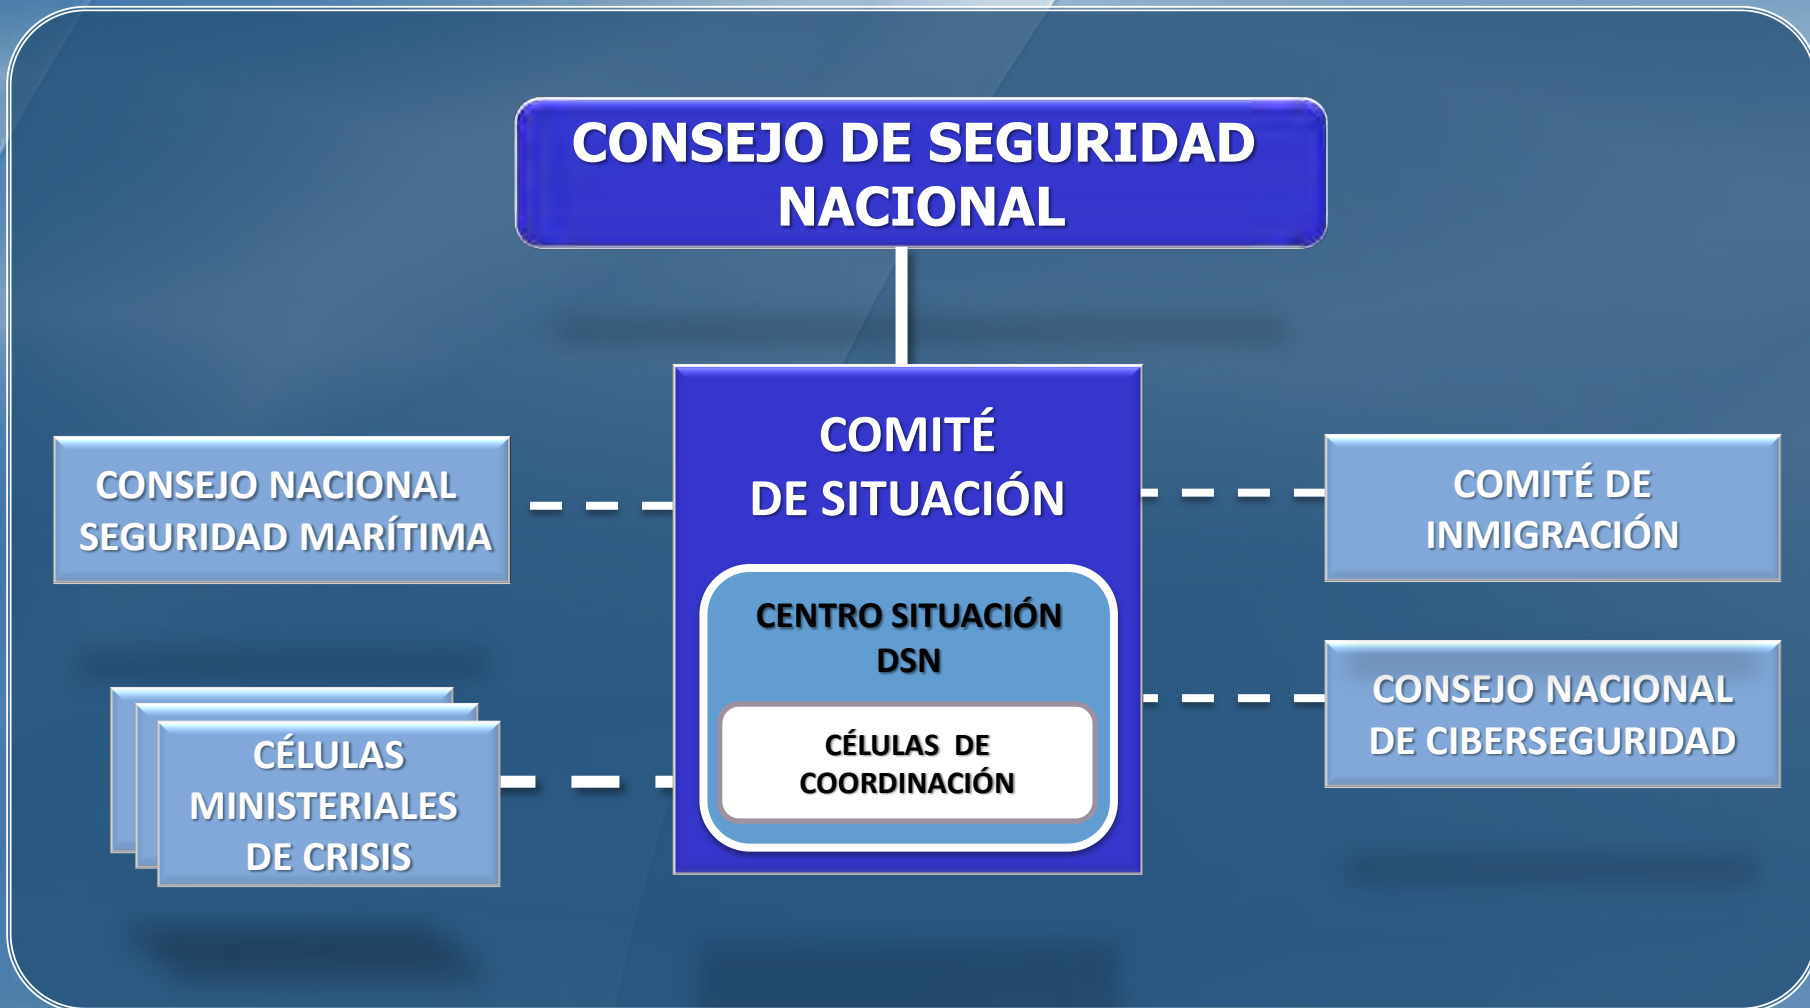 CONSEJO DE SEGURIDAD
NACIONAL
COMITÉ
DE SITUACIÓN
CENTRO SITUACIÓN
DSN
CÉLULAS DE
COORDINACIÓN
CONSEJO NACIONAL
SEGURIDAD MARÍTIMA
CÉLULAS
MINISTERIALES
DE CRISIS
COMITÉ DE
INMIGRACIÓN
CONSEJO NACIONAL
DE CIBERSEGURIDAD